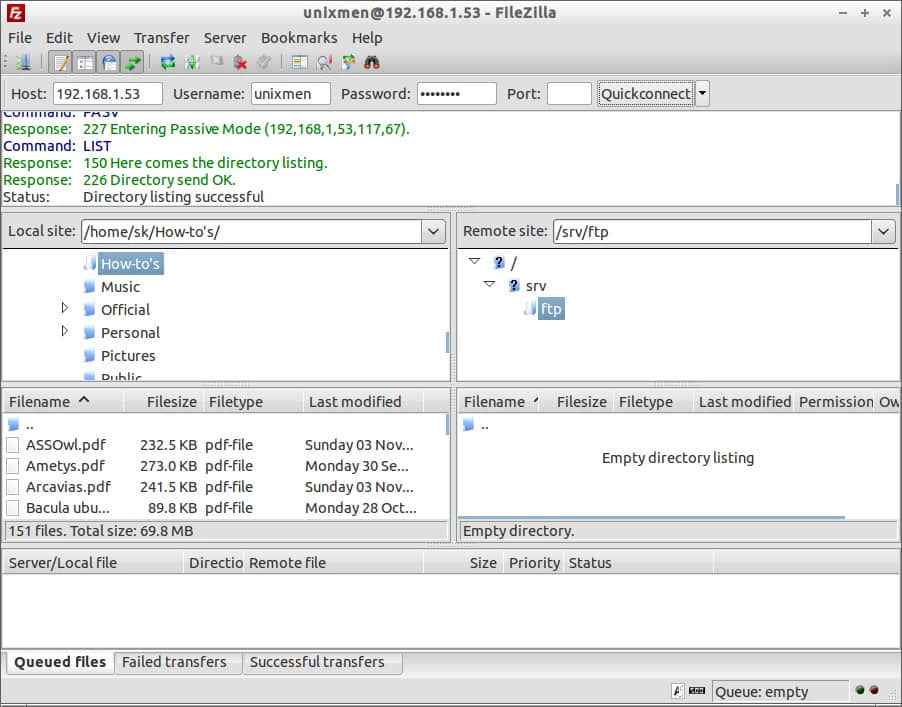 unixmen@192.168.1.53 - FileZilla
File Edit View Transfer Server Bookmarks Help
Host: 192.168.1.53 Username: unixmen Password: •••••••• Port: Quickconnect
Command: PASV
Response: 227 Entering Passive Mode (192,168,1,53,117,67).
Command: LIST
Response: 150 Here comes the directory listing.
Response: 226 Directory send OK.
Status: Directory listing successful
Local site: /home/sk/How-to's/
How-to's
Music
Official
Personal
Pictures
Public
Remote site: /srv/ftp
/
srv
ftp
Filename Filesize Filetype Last modified
..
ASSOwl.pdf 232.5 KB pdf-file Sunday 03 Nov...
Ametys.pdf 273.0 KB pdf-file Monday 30 Se...
Arcavias.pdf 241.5 KB pdf-file Sunday 03 Nov...
Bacula ubu... 89.8 KB pdf-file Monday 28 Oct...
151 files. Total size: 69.8 MB
Filename Filesize Filetype Last modified Permission Ow
..
Empty directory listing
Empty directory.
Server/Local file Directio Remote file Size Priority Status
Queued files Failed transfers Successful transfers
Queue: empty